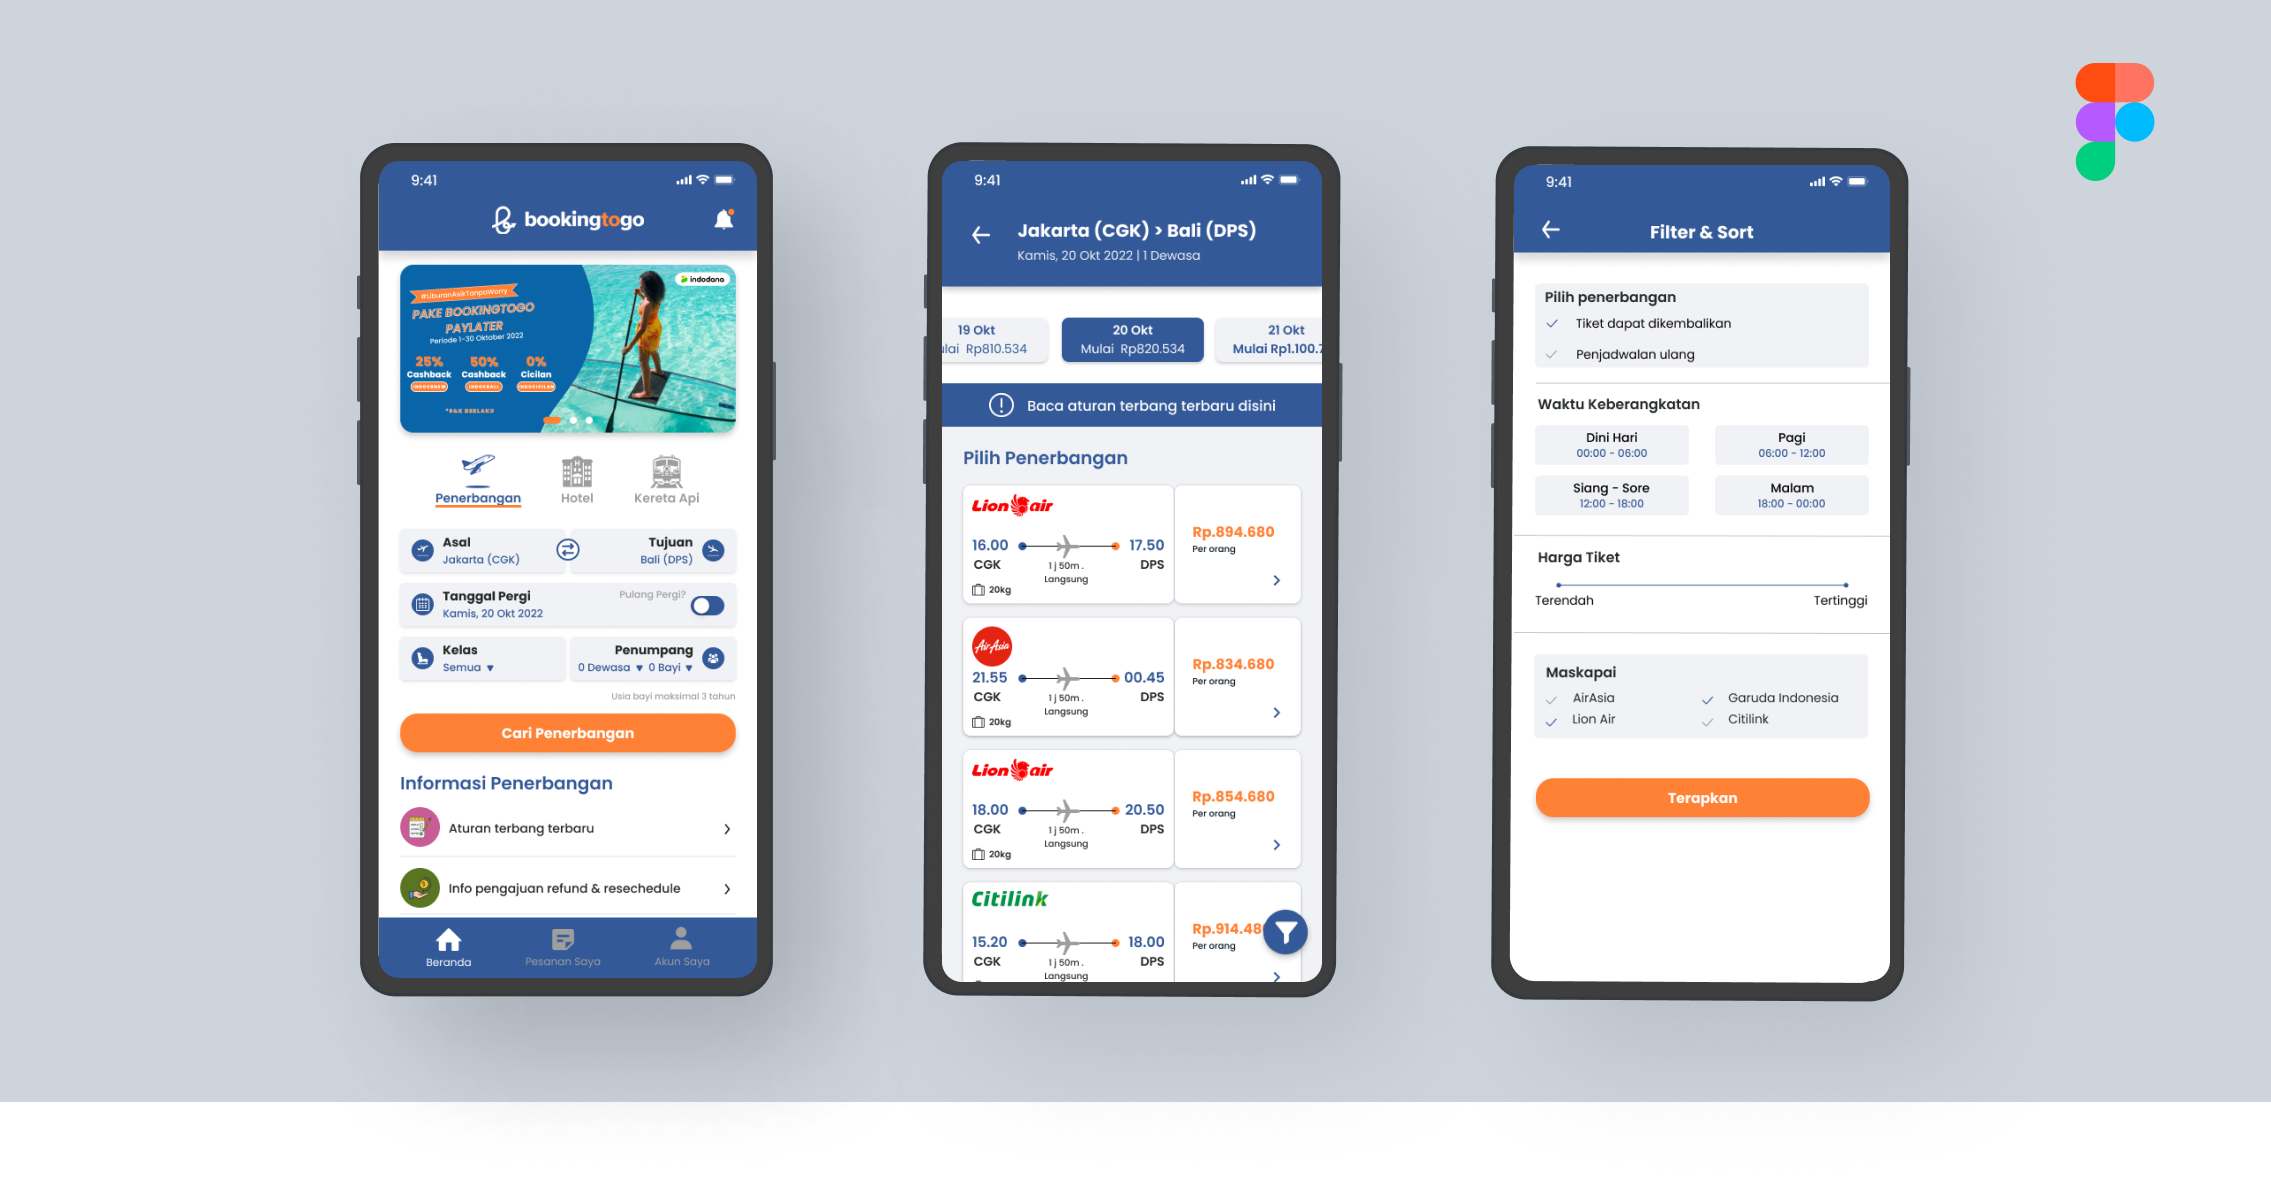 9:41
bookingtogo
#LiburanAsikTanpaWorry
indodana
PAKE BOOKINGTOGO
PAYLATER
Periode 1-30 Oktober 2022
25% 50% 0%
Cashback Cashback Cicilan
INDOBALI INDOCICILAN
*S&K BERLAKU
Penerbangan Hotel Kereta Api
Asal Tujuan
Jakarta (CGK) Bali (DPS)
Tanggal Pergi Pulang Pergi?
Kamis, 20 Okt 2022
Kelas Penumpang
Semua 0 Dewasa 0 Bayi
Usia bayi maksimal 3 tahun
Cari Penerbangan
Informasi Penerbangan
Aturan terbang terbaru
Info pengajuan refund & resechedule
Beranda Pesanan Saya Akun Saya
9:41
Jakarta (CGK) > Bali (DPS)
Kamis, 20 Okt 2022 | 1 Dewasa
19 Okt 20 Okt 21 Okt
ulai Rp810.534 Mulai Rp820.534 Mulai Rp1.100.7
Baca aturan terbang terbaru disini
Pilih Penerbangan
Lion air
Rp.894.680
16.00 17.50
Per orang
CGK 1 j 50m . DPS
Langsung
20kg
AirAsia
Rp.834.680
21.55 00.45
Per orang
CGK 1 j 50m . DPS
Langsung
20kg
Lion air
Rp.854.680
18.00 20.50
Per orang
CGK 1 j 50m . DPS
Langsung
20kg
Citilink
Rp.914.48
15.20 18.00
Per orang
CGK 1 j 50m . DPS
Langsung
9:41
Filter & Sort
Pilih penerbangan
Tiket dapat dikembalikan
Penjadwalan ulang
Waktu Keberangkatan
Dini Hari Pagi
00:00 - 06:00 06:00 - 12:00
Siang - Sore Malam
12:00 - 18:00 18:00 - 00:00
Harga Tiket
Terendah Tertinggi
Maskapai
AirAsia Garuda Indonesia
Lion Air Citilink
Terapkan